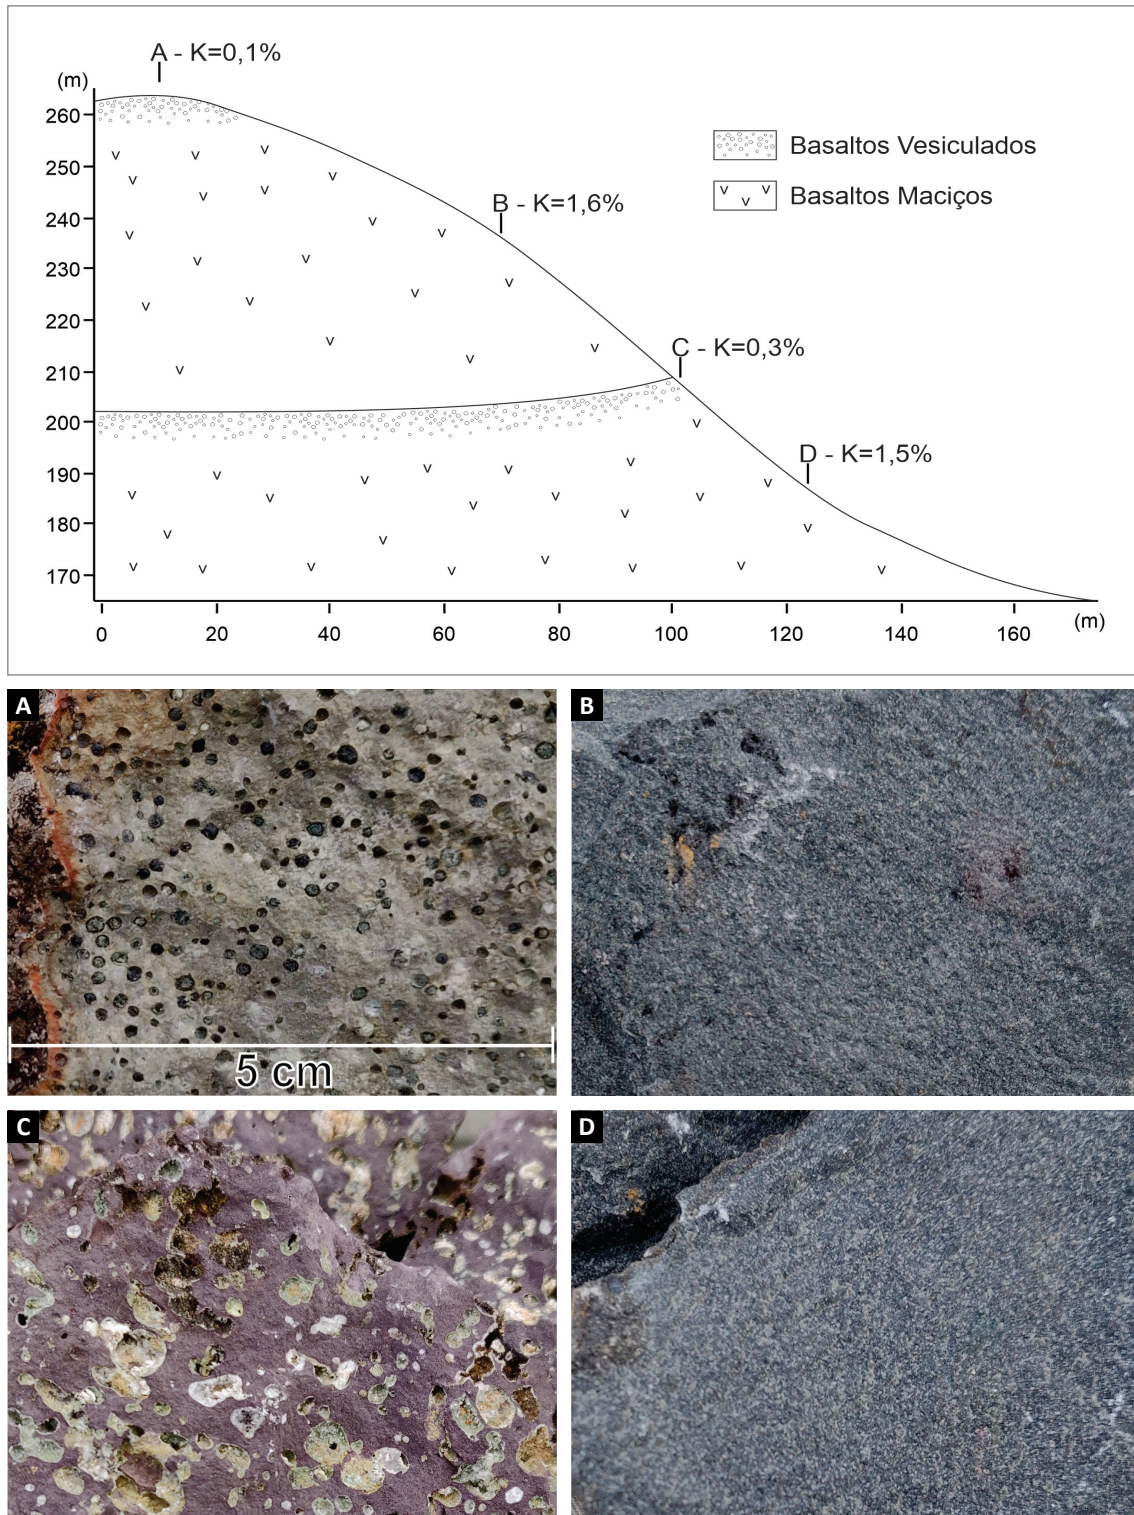 A - K=0,1%
(m)
260
250
240
230
220
210
200
190
180
170
B - K=1,6%
C - K=0,3%
D - K=1,5%
Basaltos Vesiculados
Basaltos Maciços
0 20 40 60 80 100 120 140 160 (m)
A
5 cm
B
C
D